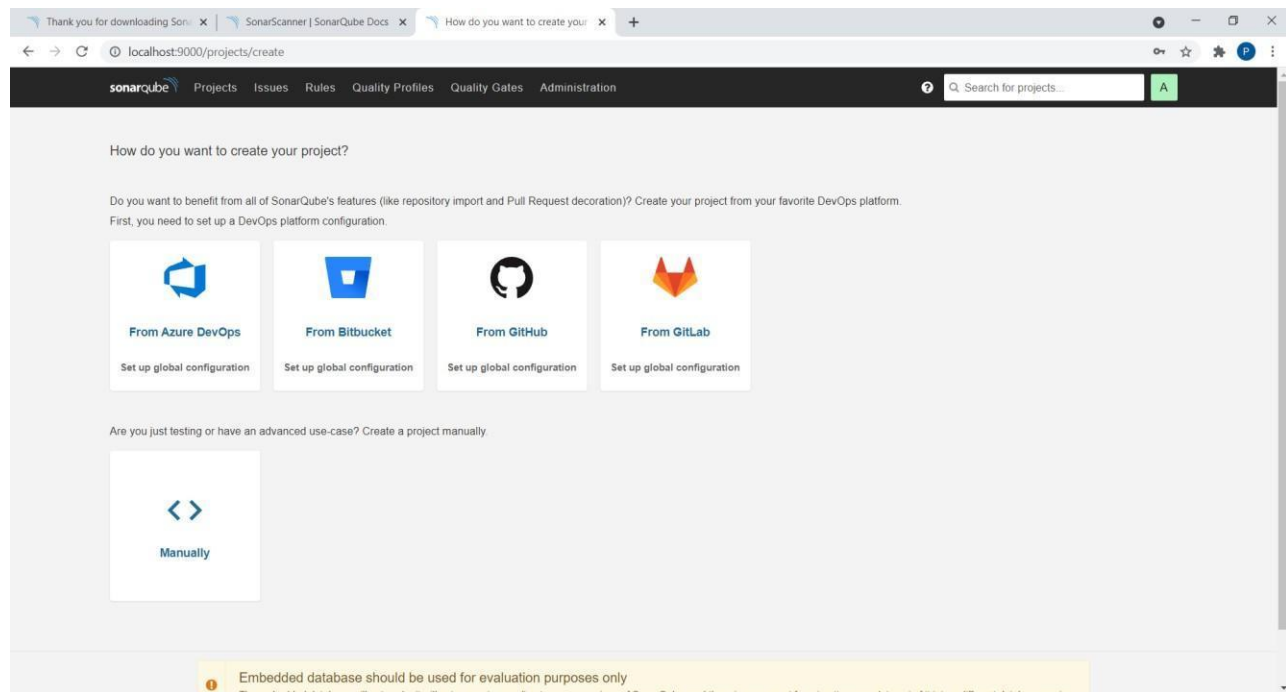 Thank you for downloading Son
SonarScanner | SonarQube Docs
How do you want to create your
localhost:9000/projects/create
P
sonarqube Projects Issues Rules Quality Profiles Quality Gates Administration
? Search for projects... A
How do you want to create your project?
Do you want to benefit from all of SonarQube's features (like repository import and Pull Request decoration)? Create your project from your favorite DevOps platform.
First, you need to set up a DevOps platform configuration.
From Azure DevOps From Bitbucket From GitHub From GitLab
Set up global configuration Set up global configuration Set up global configuration Set up global configuration
Are you just testing or have an advanced use-case? Create a project manually.
Manually
Embedded database should be used for evaluation purposes only